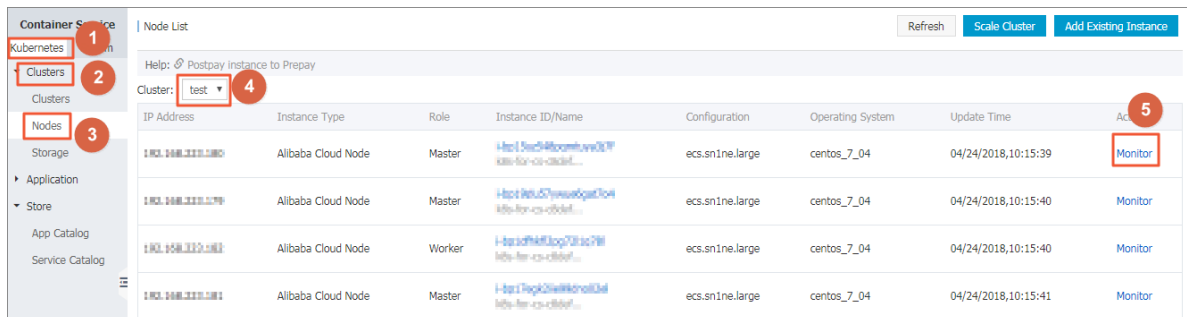 Container Service
Node List
Refresh
Scale Cluster
Add Existing Instance
Kubernetes
1
Help: Postpay instance to Prepay
Clusters
2
Cluster: test
4
Clusters
IP Address Instance Type Role Instance ID/Name Configuration Operating System Update Time
5
Nodes
3
Storage
Alibaba Cloud Node Master ecs.sn1ne.large centos_7_04 04/24/2018,10:15:39 Monitor
Application
Alibaba Cloud Node Master ecs.sn1ne.large centos_7_04 04/24/2018,10:15:40 Monitor
Store
App Catalog
Alibaba Cloud Node Worker ecs.sn1ne.large centos_7_04 04/24/2018,10:15:40 Monitor
Service Catalog
Alibaba Cloud Node Master ecs.sn1ne.large centos_7_04 04/24/2018,10:15:41 Monitor